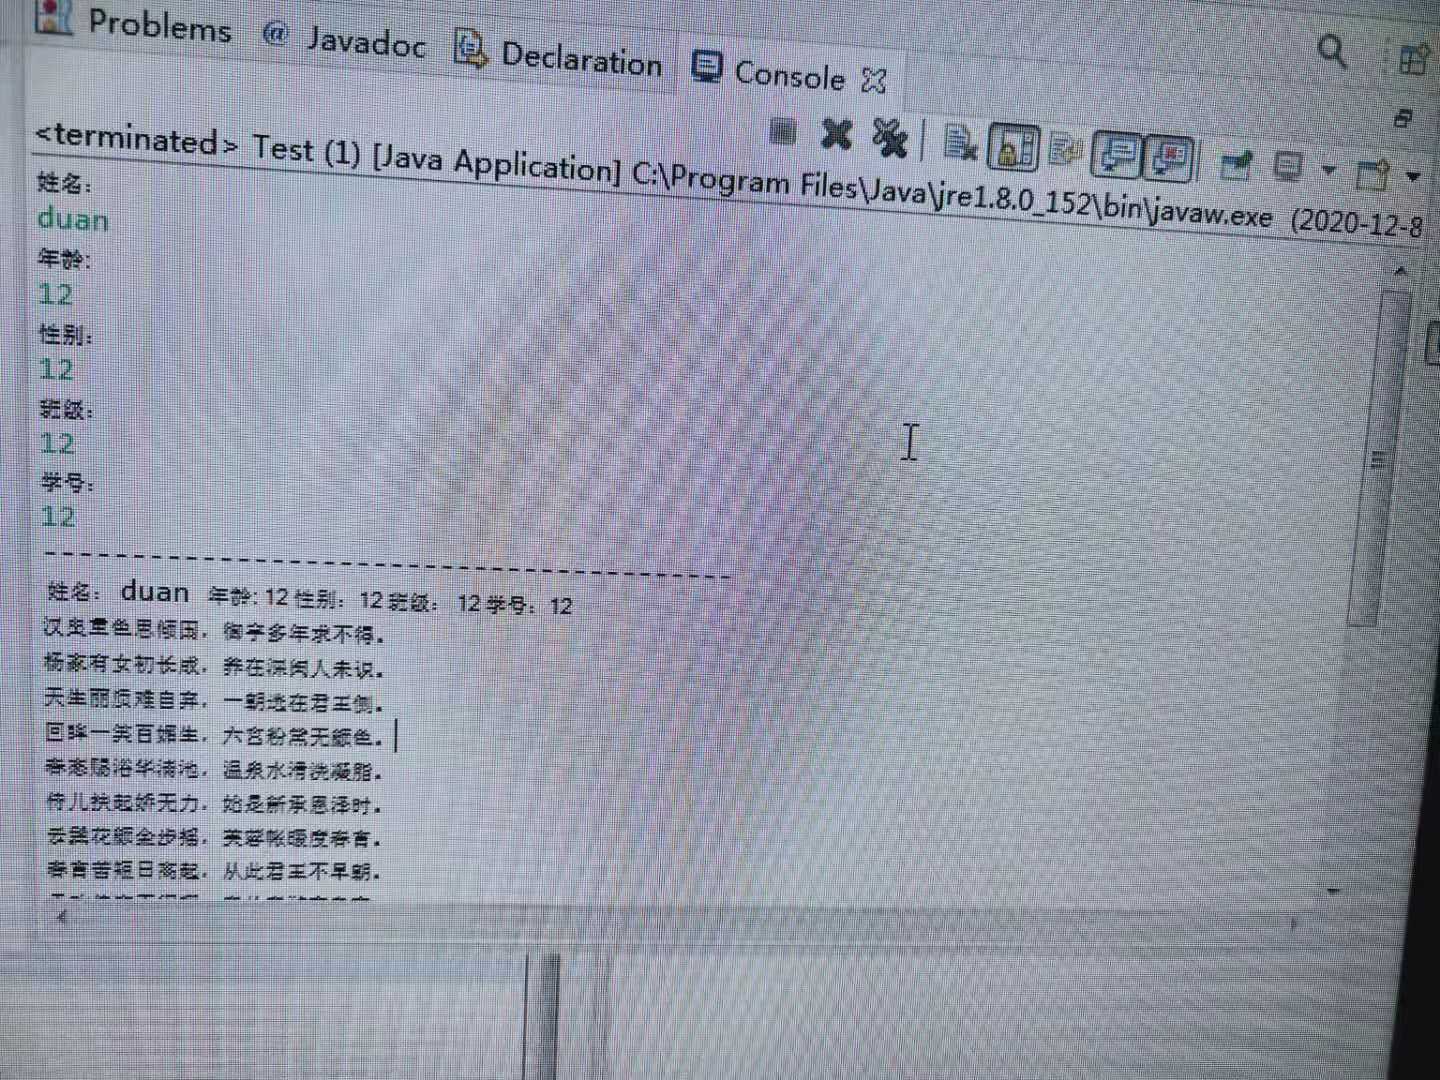 Problems @ Javadoc Declaration Console
<terminated> Test (1) [Java Application] C:\Program Files\Java\jre1.8.0_152\bin\javaw.exe (2020-12-8
姓名：
duan
年龄:
12
性别：
12
班级：
12
学号：
12
-----------------------------------------------
姓名： duan 年龄: 12 性别：12 班级： 12 学号：12
汉皇重色思倾国，御宇多年求不得。
杨家有女初长成，养在深闺人未识。
天生丽质难自弃，一朝选在君王侧。
回眸一笑百媚生，六宫粉黛无颜色。
春寒赐浴华清池，温泉水滑洗凝脂。
侍儿扶起娇无力，始是新承恩泽时。
云鬓花颜金步摇，芙蓉帐暖度春宵。
春宵苦短日高起，从此君王不早朝。